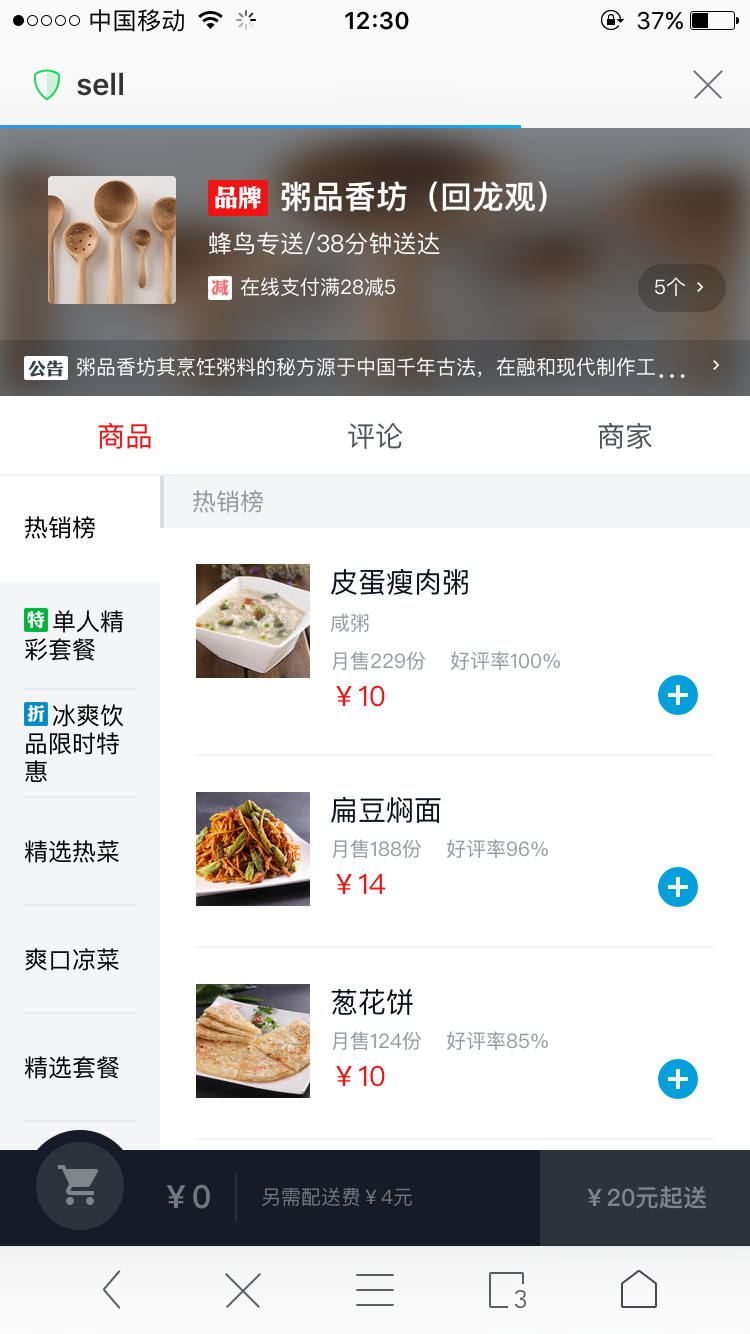 中国移动 12:30 37%
sell
品牌 粥品香坊（回龙观）
蜂鸟专送/38分钟送达
减 在线支付满28减5
5个
公告 粥品香坊其烹饪粥料的秘方源于中国千年古法，在融和现代制作工...
商品 评论 商家
热销榜
热销榜
特 单人精
彩套餐
折 冰爽饮
品限时特
惠
精选热菜
爽口凉菜
精选套餐
皮蛋瘦肉粥
咸粥
月售229份 好评率100%
￥10
扁豆焖面
月售188份 好评率96%
￥14
葱花饼
月售124份 好评率85%
￥10
￥0 另需配送费￥4元 ￥20元起送
3